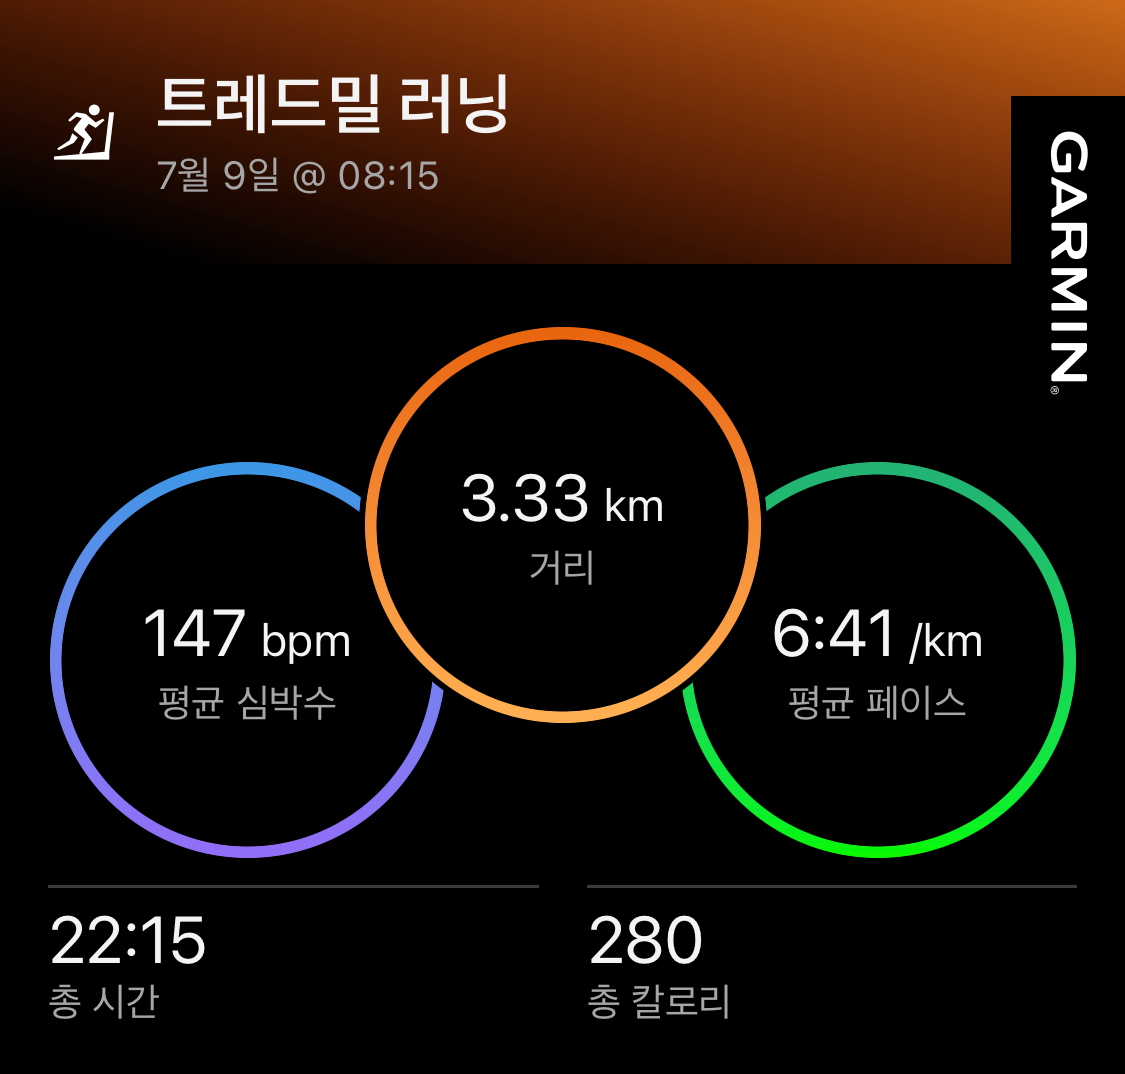 트레드밀 러닝
7월 9일 @ 08:15
GARMIN®
3.33 km
거리
147 bpm
평균 심박수
6:41 /km
평균 페이스
22:15
총 시간
280
총 칼로리